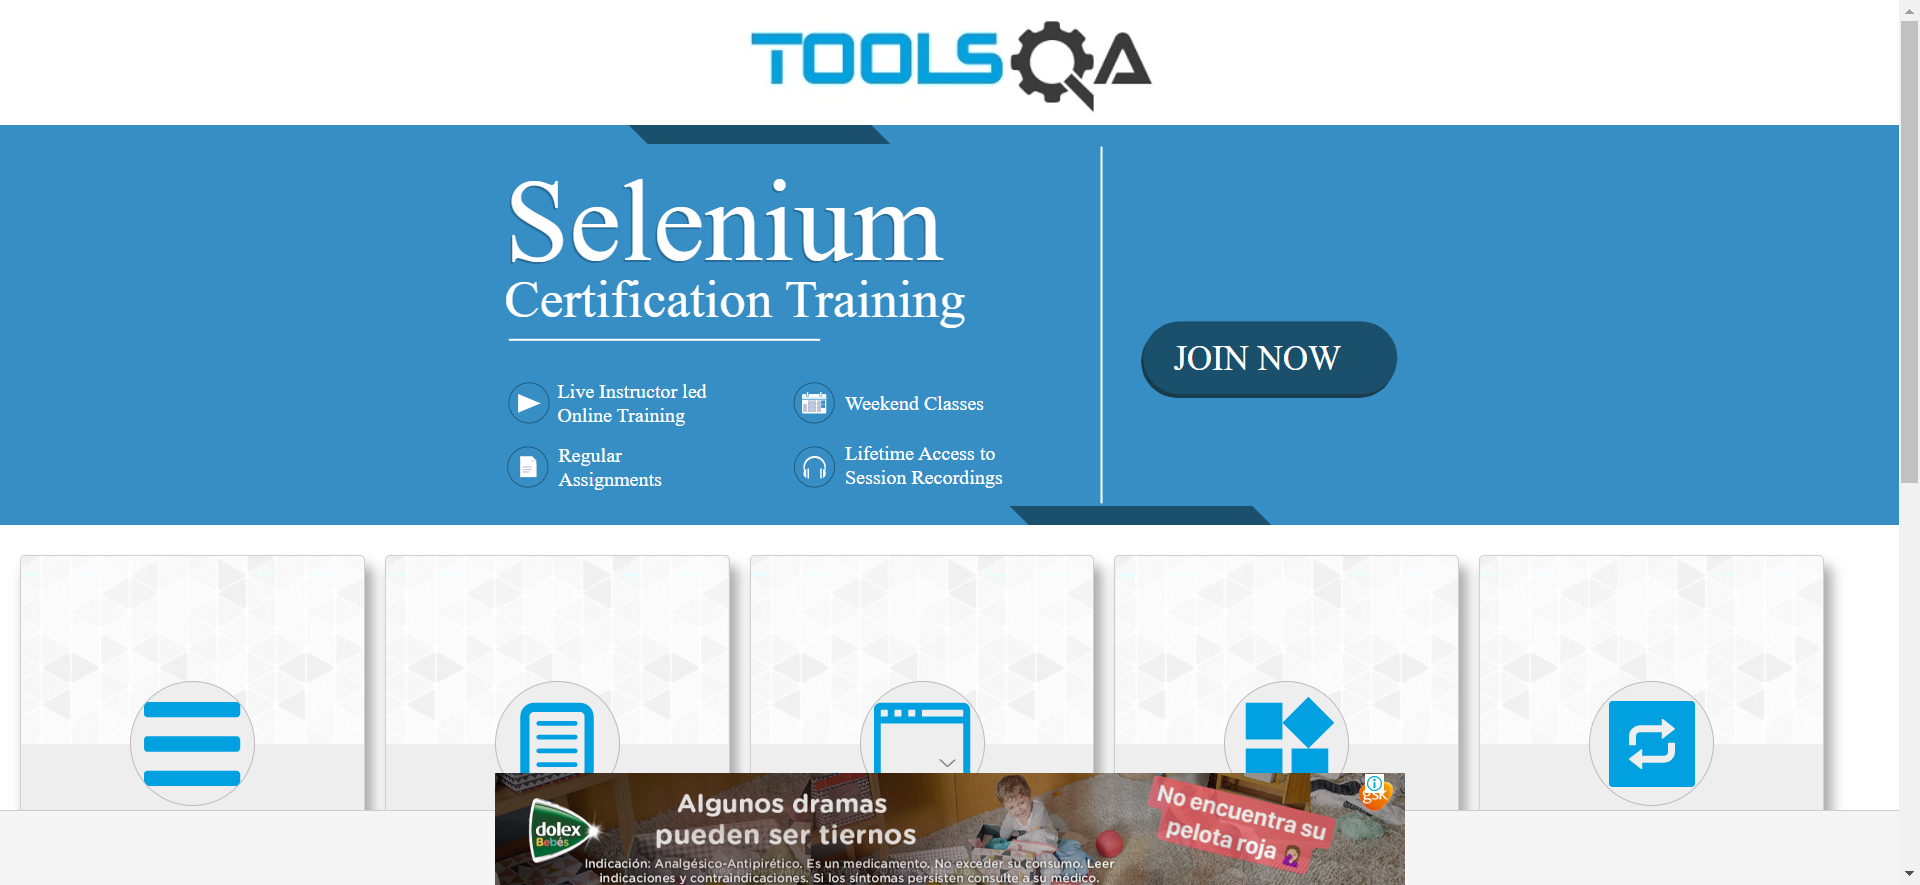 TOOLSQA
Selenium
Certification Training
JOIN NOW
Live Instructor led
Online Training
Weekend Classes
Regular
Assignments
Lifetime Access to
Session Recordings
Algunos dramas
pueden ser tiernos
dolex
Bebés
No encuentra su
pelota roja
gsk
Indicación: Analgésico-Antipirético. Es un medicamento. No exceder su consumo. Leer
indicaciones y contraindicaciones. Si los síntomas persisten consulte a su médico.